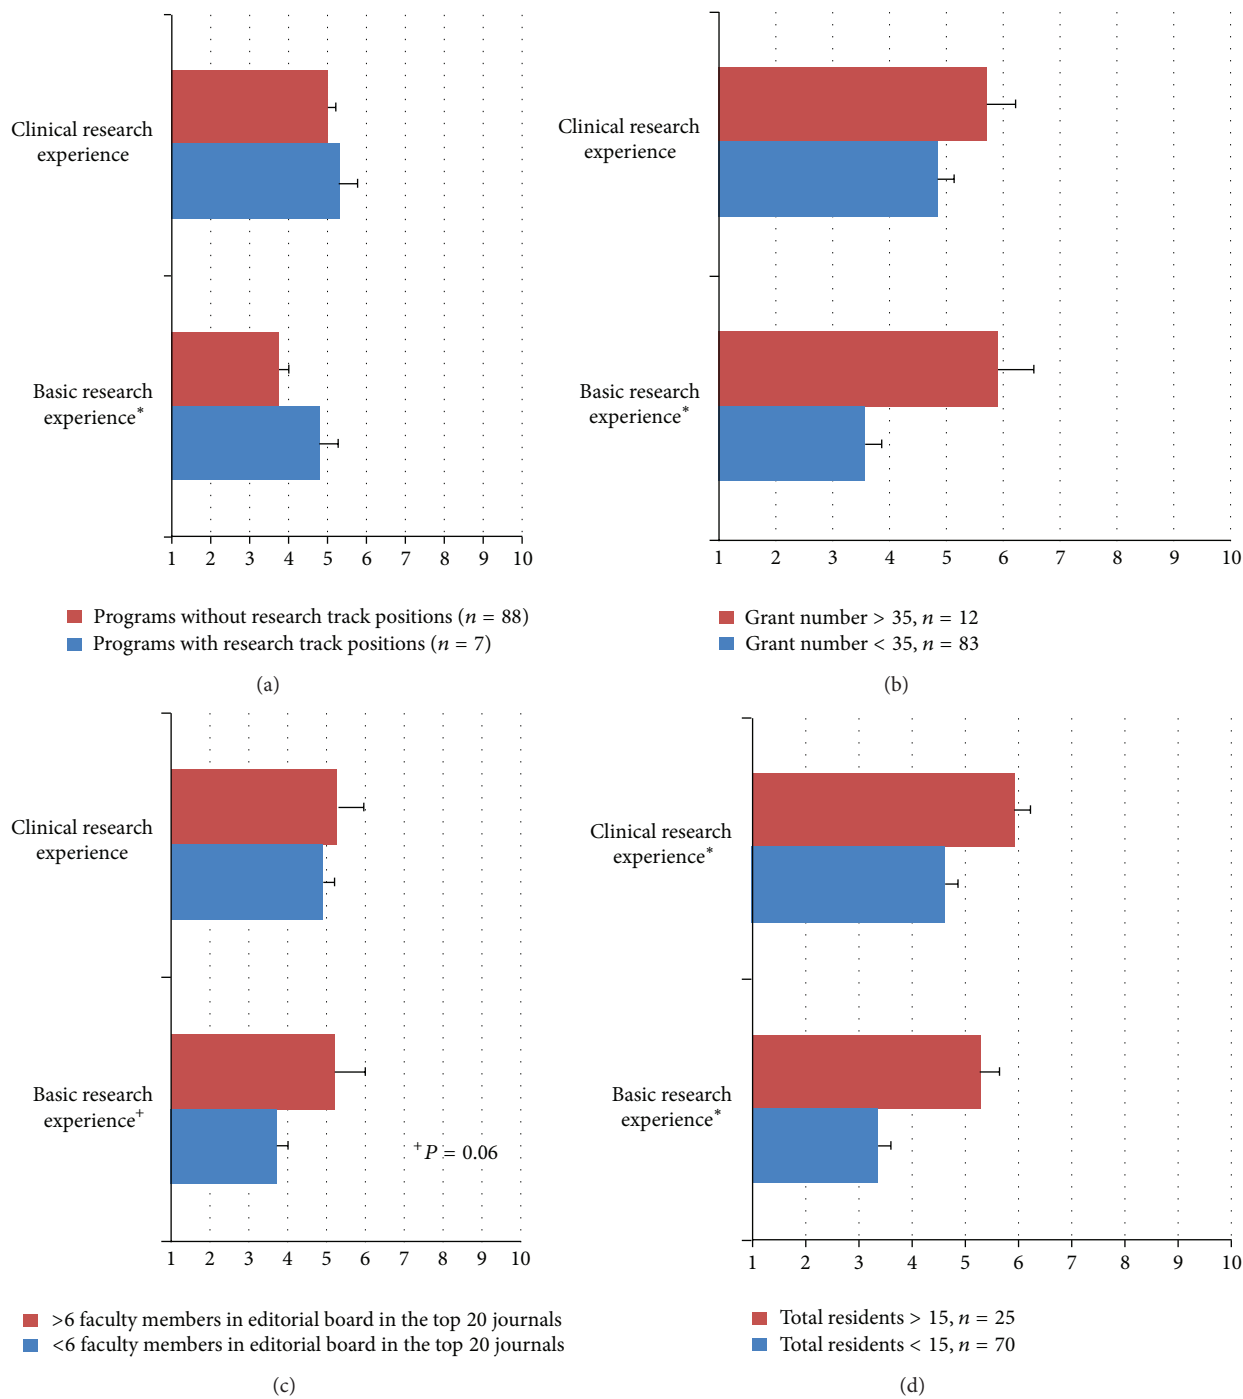 Clinical research
experience
Basic research
experience*
1 2 3 4 5 6 7 8 9 10
Programs without research track positions (n = 88)
Programs with research track positions (n = 7)
(a)
Clinical research
experience
Basic research
experience*
1 2 3 4 5 6 7 8 9 10
Grant number > 35, n = 12
Grant number < 35, n = 83
(b)
Clinical research
experience
Basic research
experience+
+P = 0.06
1 2 3 4 5 6 7 8 9 10
>6 faculty members in editorial board in the top 20 journals
<6 faculty members in editorial board in the top 20 journals
(c)
Clinical research
experience*
Basic research
experience*
1 2 3 4 5 6 7 8 9 10
Total residents > 15, n = 25
Total residents < 15, n = 70
(d)